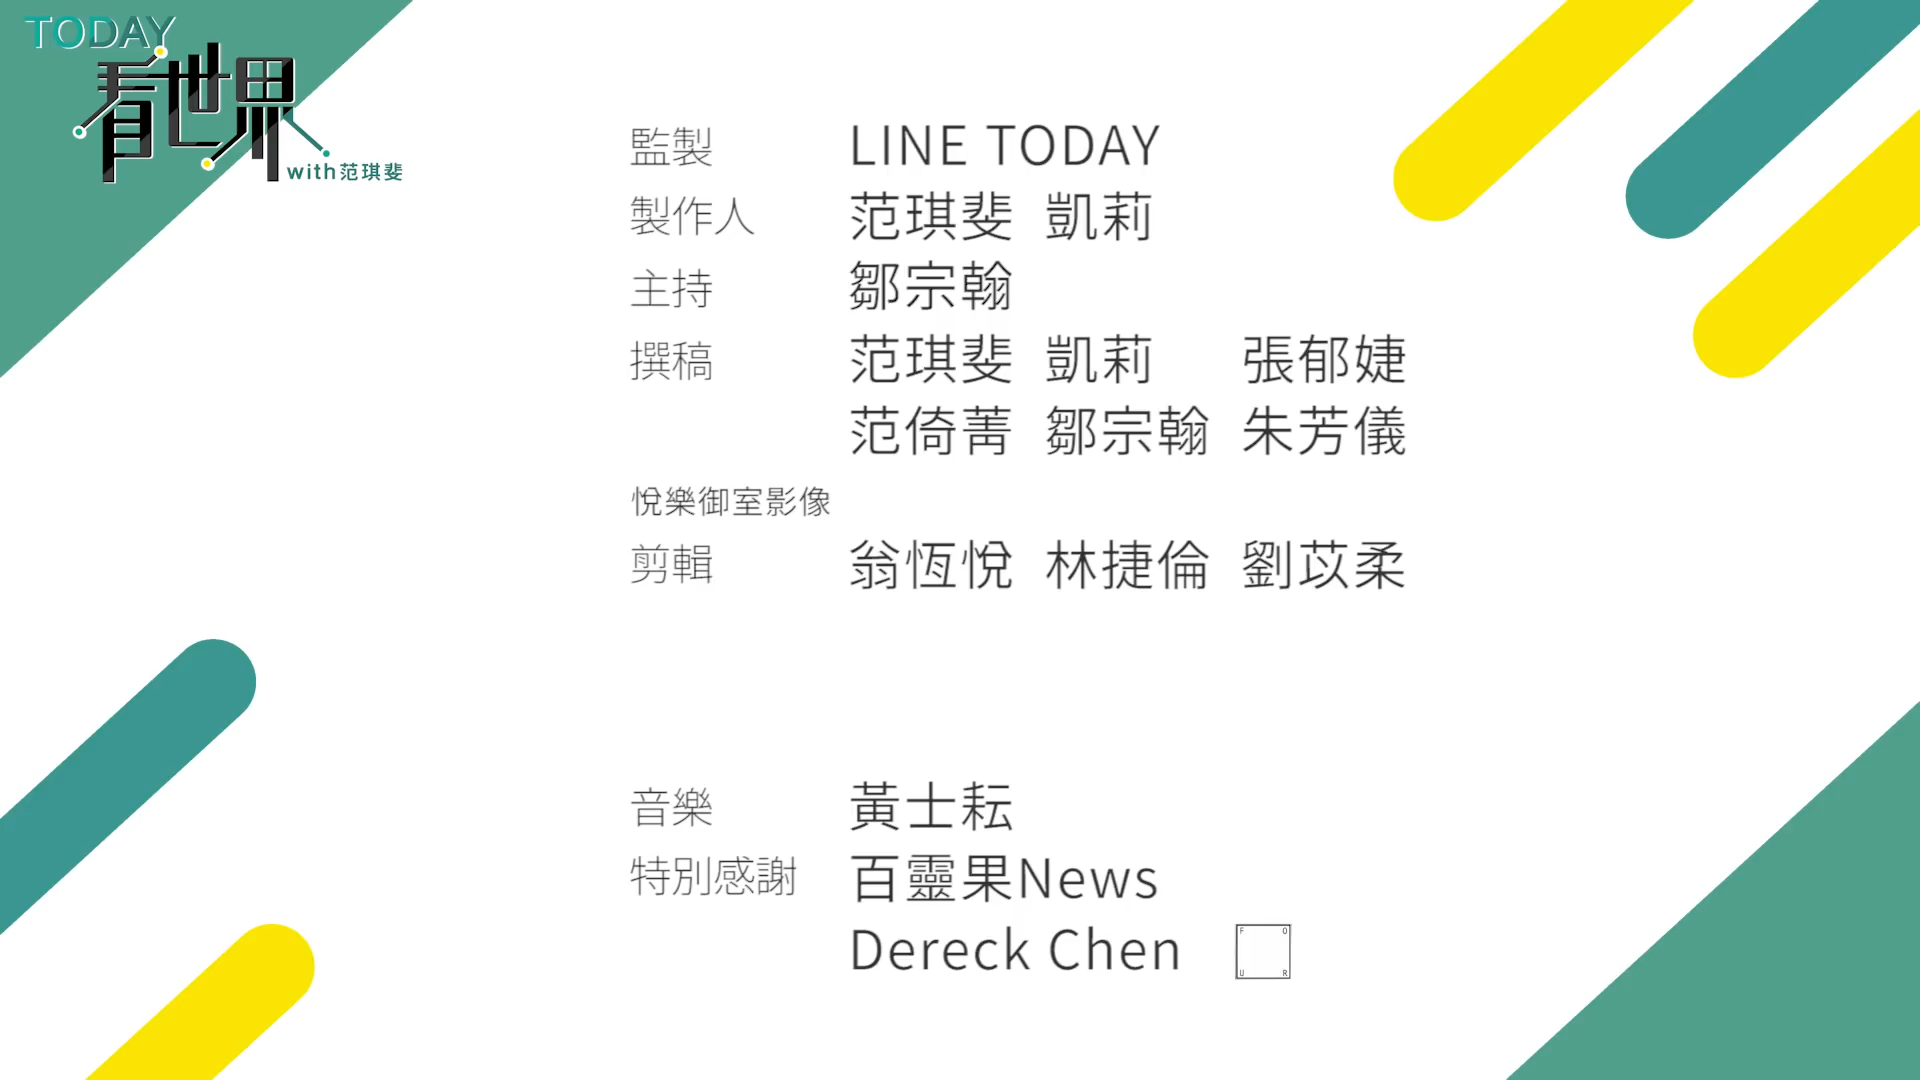 TODAY
看世界
with范琪斐
監製 LINE TODAY
製作人 范琪斐 凱莉
主持 鄒宗翰
撰稿 范琪斐 凱莉 張郁婕
范倚菁 鄒宗翰 朱芳儀
悅樂御室影像
剪輯 翁恆悅 林捷倫 劉苡柔
音樂 黃士耘
特別感謝 百靈果News
Dereck Chen
F O
U R